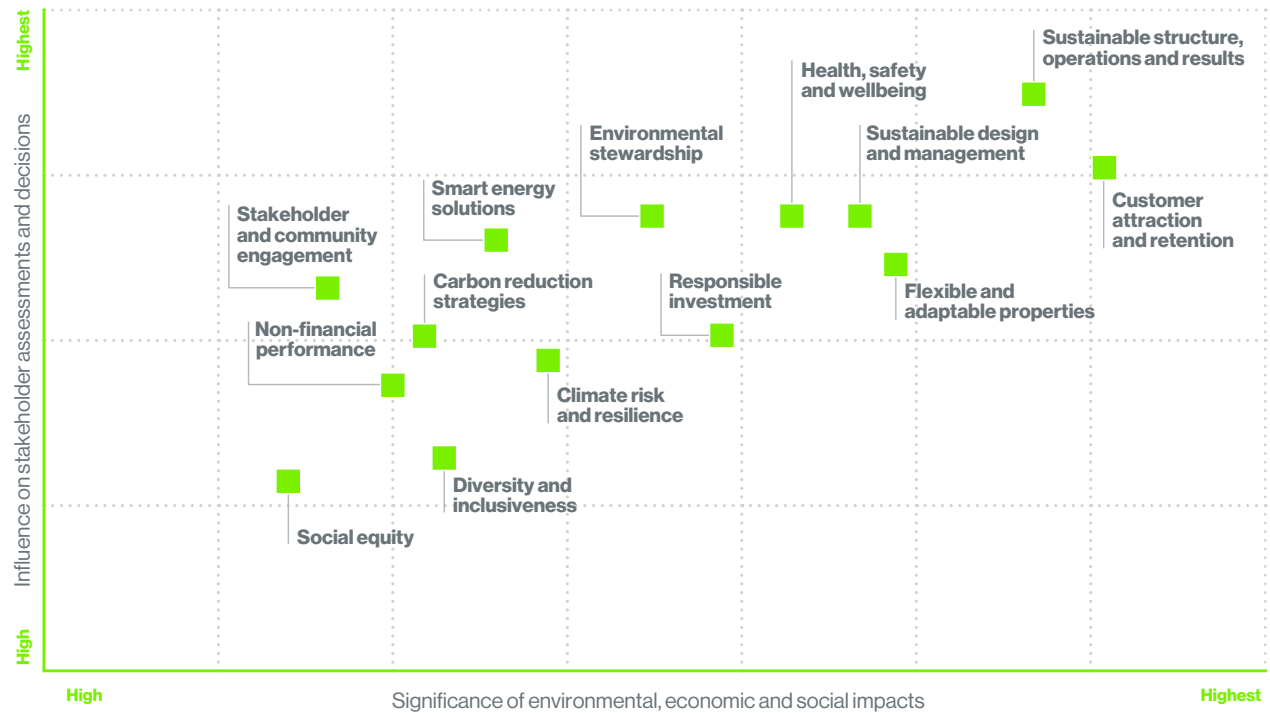 Highest
Influence on stakeholder assessments and decisions
High
Sustainable structure,
operations and results
Health, safety
and wellbeing
Environmental
stewardship
Sustainable design
and management
Smart energy
solutions
Stakeholder
and community
engagement
Customer
attraction
and retention
Carbon reduction
strategies
Responsible
investment
Flexible and
adaptable properties
Non-financial
performance
Climate risk
and resilience
Diversity and
inclusiveness
Social equity
High
Significance of environmental, economic and social impacts
Highest